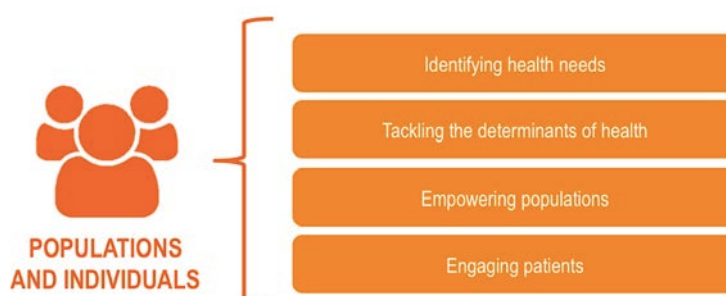 POPULATIONS
AND INDIVIDUALS
Identifying health needs
Tackling the determinants of health
Empowering populations
Engaging patients